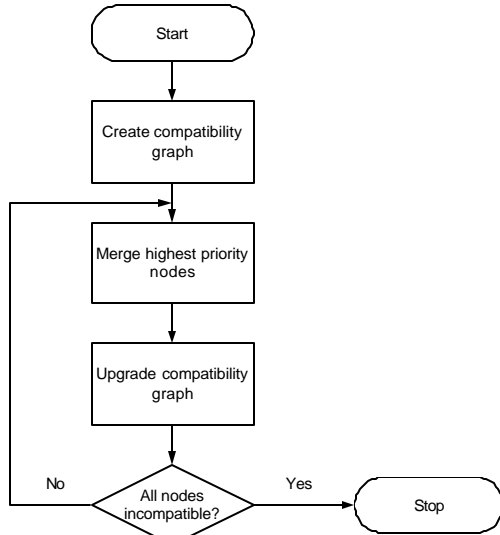 Start
Create compatibility
graph
Merge highest priority
nodes
Upgrade compatibility
graph
No
All nodes
incompatible?
Yes
Stop